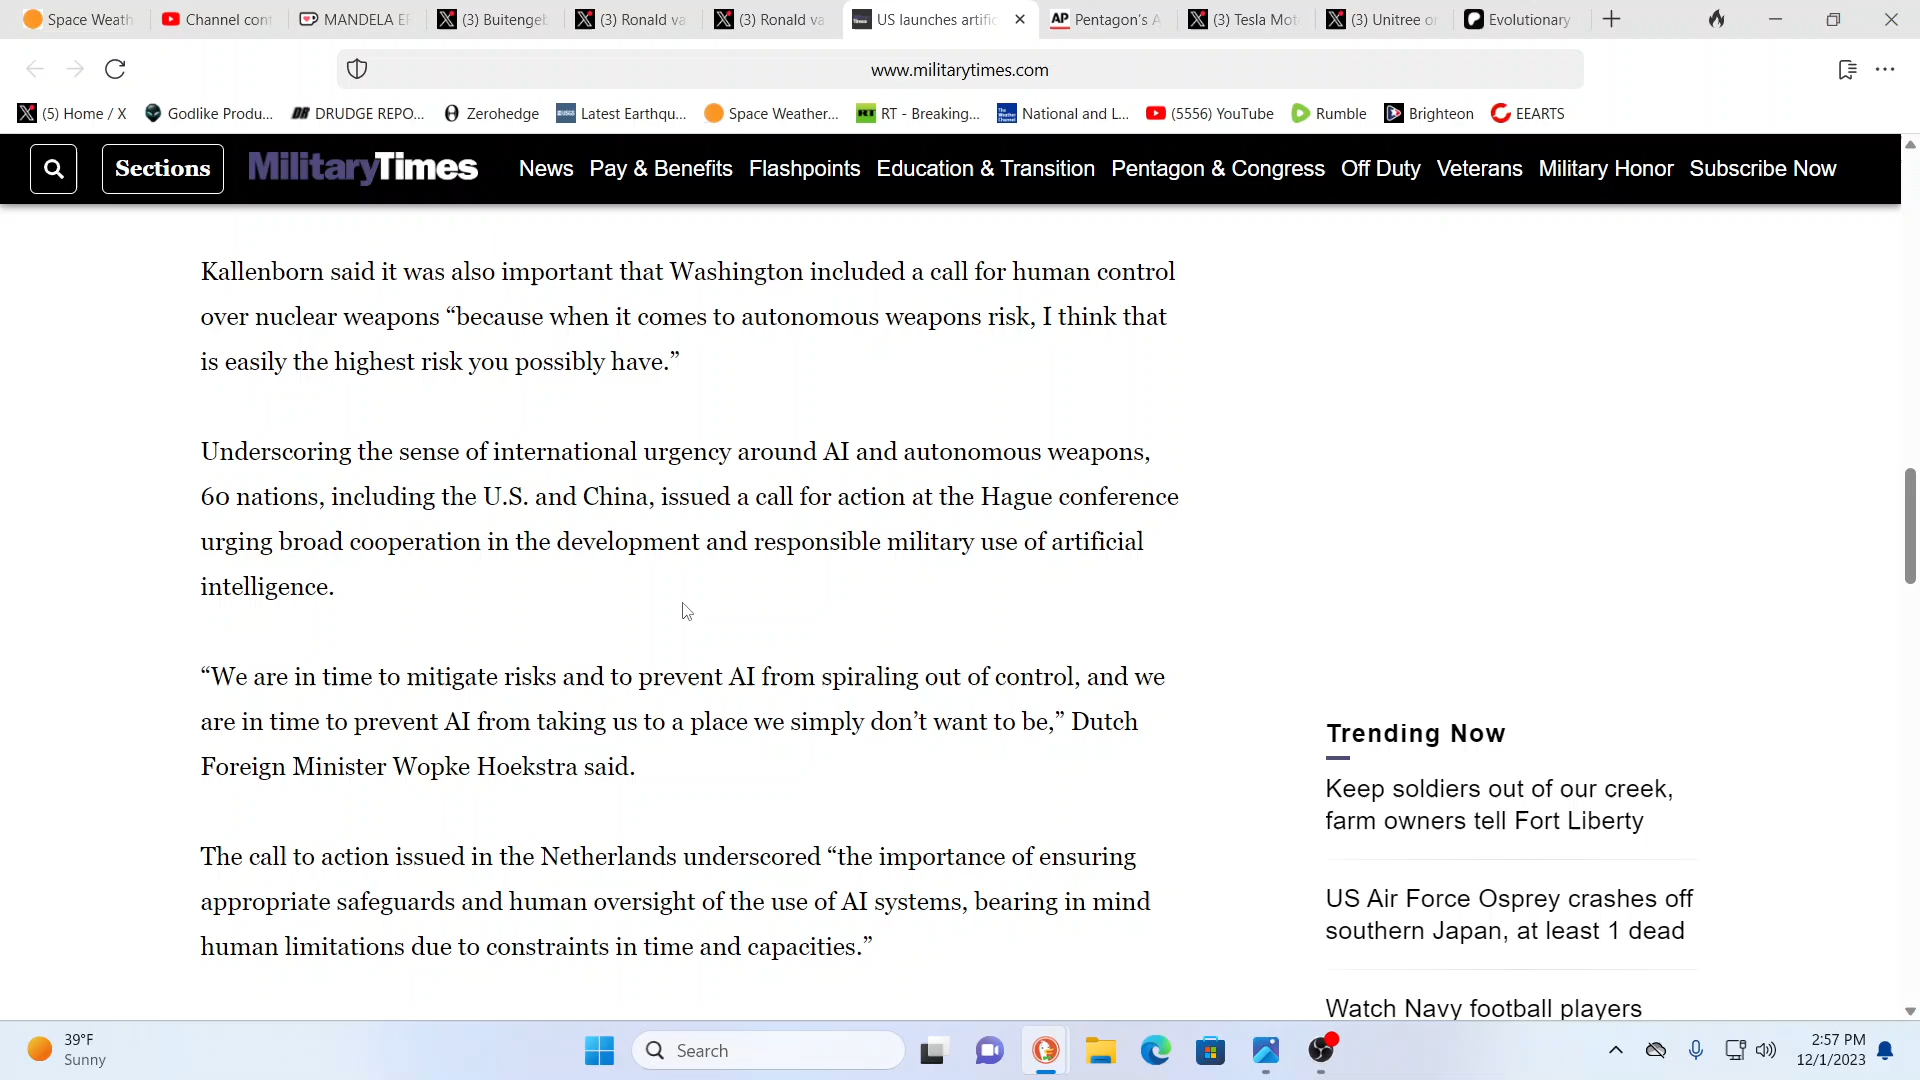 Space Weath
Channel cont
MANDELA EF
(3) Buitengeb
(3) Ronald va
(3) Ronald va
US launches artific
AP Pentagon's A
(3) Tesla Mot
(3) Unitree or
Evolutionary
www.militarytimes.com
(5) Home / X
Godlike Produ...
DR DRUDGE REPO...
Zerohedge
Latest Earthqu...
Space Weather...
RT RT - Breaking...
National and L...
(5556) YouTube
Rumble
Brighteon
EEARTS
Sections
MilitaryTimes
News
Pay & Benefits
Flashpoints
Education & Transition
Pentagon & Congress
Off Duty
Veterans
Military Honor
Subscribe Now
Kallenborn said it was also important that Washington included a call for human control
over nuclear weapons “because when it comes to autonomous weapons risk, I think that
is easily the highest risk you possibly have.”
Underscoring the sense of international urgency around AI and autonomous weapons,
60 nations, including the U.S. and China, issued a call for action at the Hague conference
urging broad cooperation in the development and responsible military use of artificial
intelligence.
“We are in time to mitigate risks and to prevent AI from spiraling out of control, and we
are in time to prevent AI from taking us to a place we simply don’t want to be,” Dutch
Foreign Minister Wopke Hoekstra said.
The call to action issued in the Netherlands underscored “the importance of ensuring
appropriate safeguards and human oversight of the use of AI systems, bearing in mind
human limitations due to constraints in time and capacities.”
Trending Now
Keep soldiers out of our creek,
farm owners tell Fort Liberty
US Air Force Osprey crashes off
southern Japan, at least 1 dead
Watch Navy football players
39°F
Sunny
Search
2:57 PM
12/1/2023